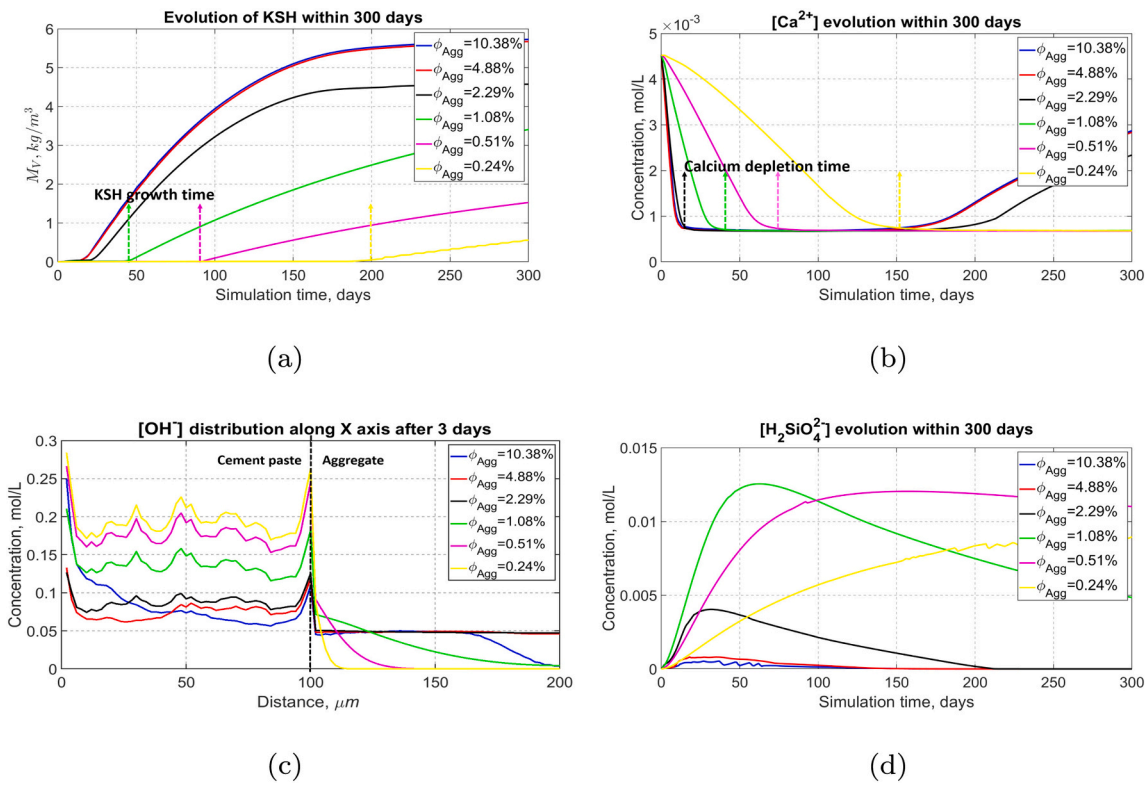 Evolution of KSH within 300 days
M_V, kg/m³
6
5
4
3
2
1
0
ϕ_Agg=10.38%
ϕ_Agg=4.88%
ϕ_Agg=2.29%
ϕ_Agg=1.08%
ϕ_Agg=0.51%
ϕ_Agg=0.24%
KSH growth time
0 50 100 150 200 250 300
Simulation time, days
(a)
[Ca²⁺] evolution within 300 days
×10⁻³
Concentration, mol/L
5
4
3
2
1
0
ϕ_Agg=10.38%
ϕ_Agg=4.88%
ϕ_Agg=2.29%
ϕ_Agg=1.08%
ϕ_Agg=0.51%
ϕ_Agg=0.24%
Calcium depletion time
0 50 100 150 200 250 300
Simulation time, days
(b)
[OH⁻] distribution along X axis after 3 days
Concentration, mol/L
0.3
0.25
0.2
0.15
0.1
0.05
0
Cement paste
Aggregate
ϕ_Agg=10.38%
ϕ_Agg=4.88%
ϕ_Agg=2.29%
ϕ_Agg=1.08%
ϕ_Agg=0.51%
ϕ_Agg=0.24%
0 50 100 150 200
Distance, μm
(c)
[H₂SiO₄²⁻] evolution within 300 days
Concentration, mol/L
0.015
0.01
0.005
0
ϕ_Agg=10.38%
ϕ_Agg=4.88%
ϕ_Agg=2.29%
ϕ_Agg=1.08%
ϕ_Agg=0.51%
ϕ_Agg=0.24%
0 50 100 150 200 250 300
Simulation time, days
(d)